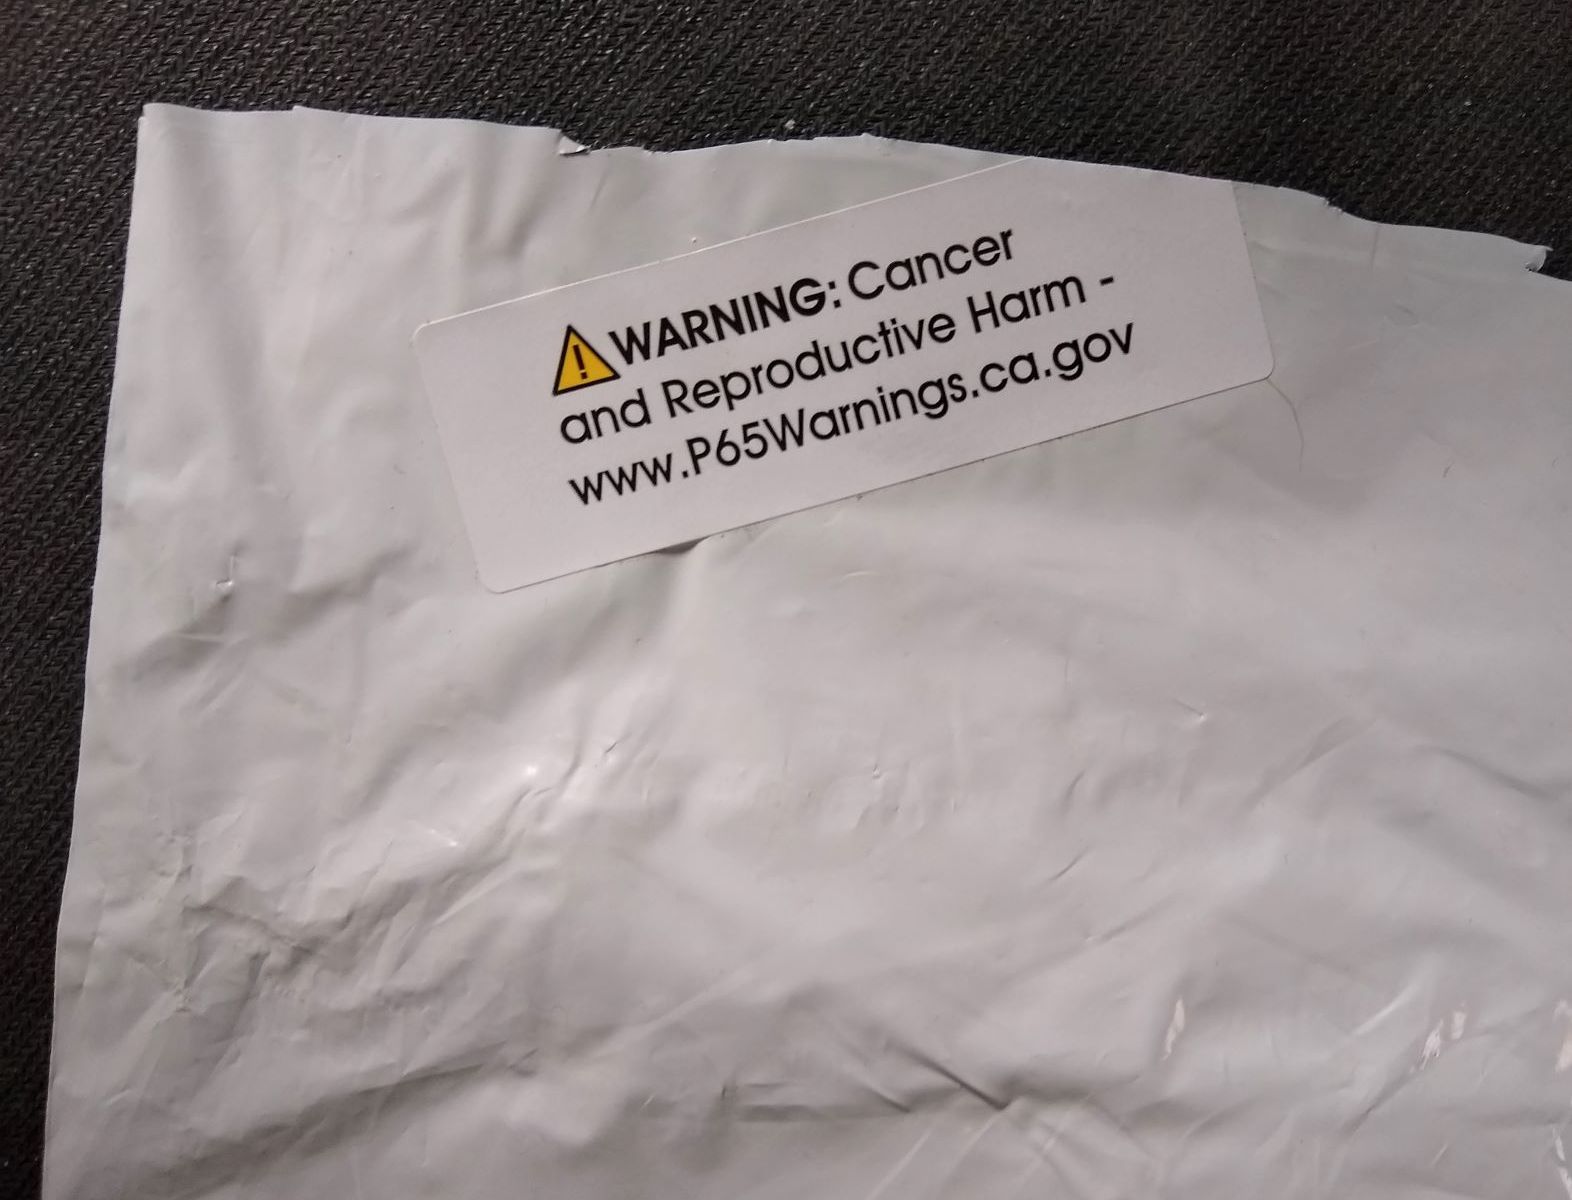 WARNING: Cancer
and Reproductive Harm -
www.P65Warnings.ca.gov